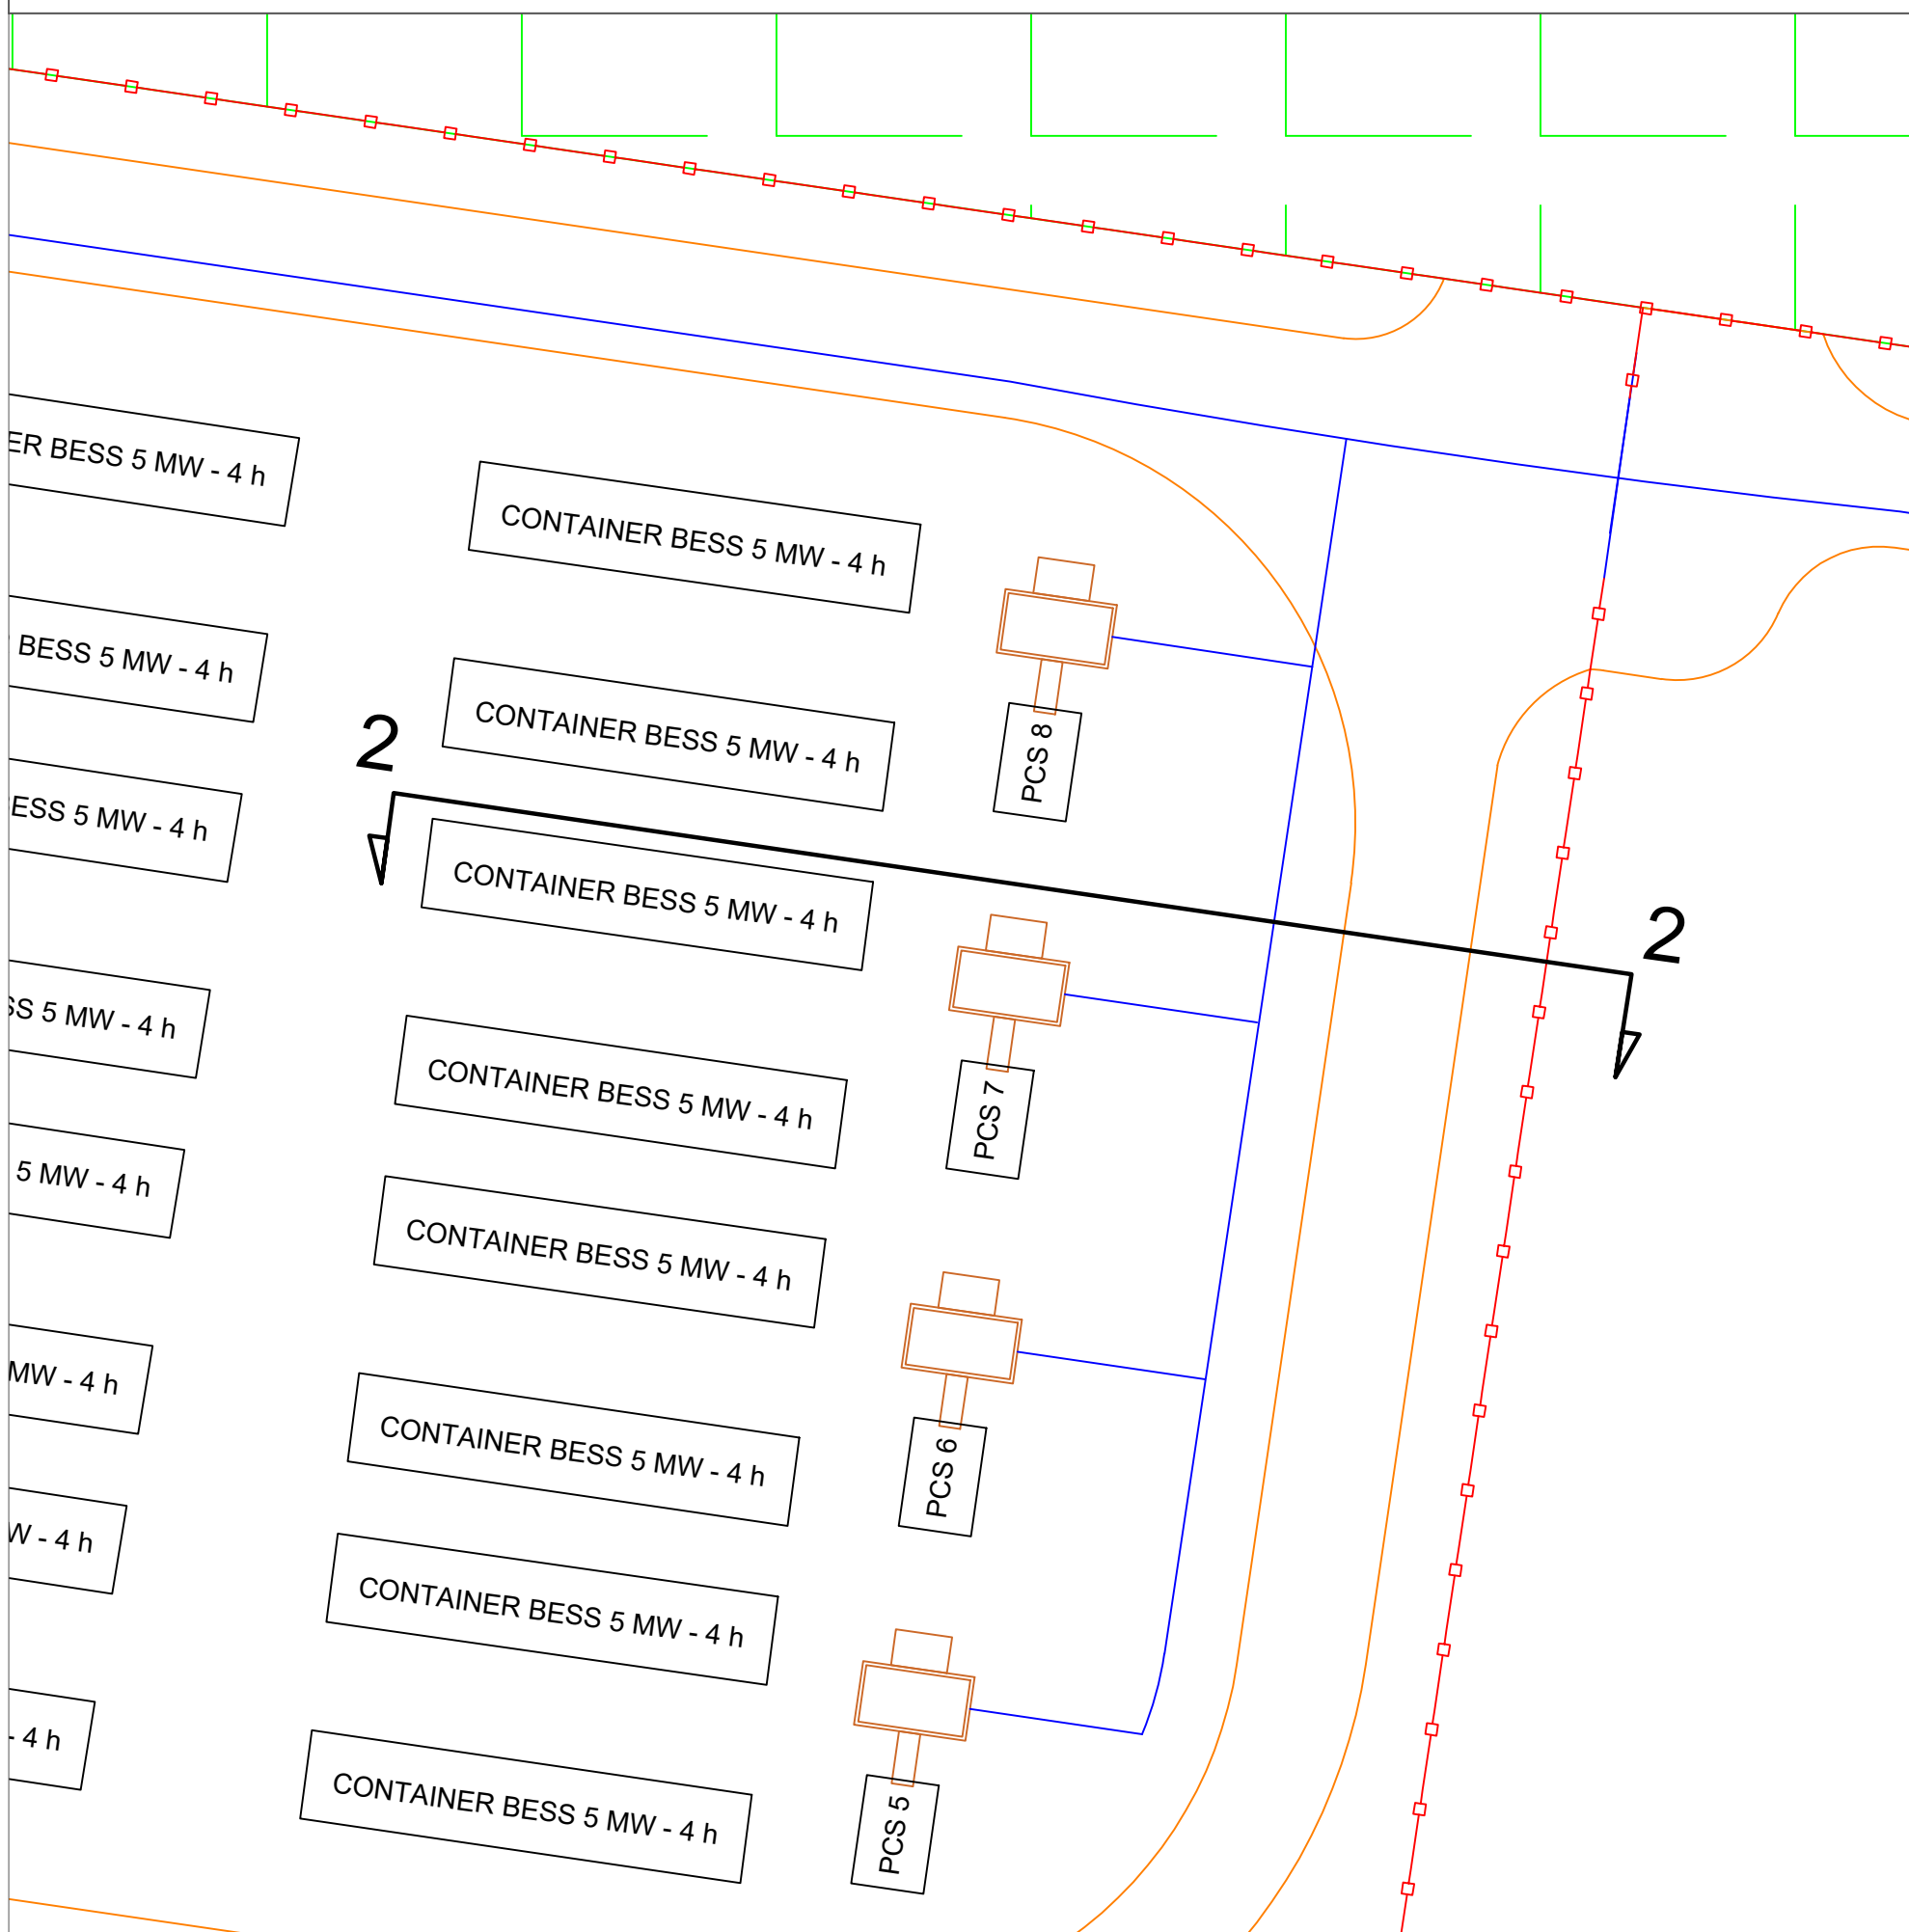 ER BESS 5 MW - 4 h
CONTAINER BESS 5 MW - 4 h
BESS 5 MW - 4 h
CONTAINER BESS 5 MW - 4 h
PCS 8
2
ESS 5 MW - 4 h
CONTAINER BESS 5 MW - 4 h
2
SS 5 MW - 4 h
CONTAINER BESS 5 MW - 4 h
PCS 7
5 MW - 4 h
CONTAINER BESS 5 MW - 4 h
MW - 4 h
CONTAINER BESS 5 MW - 4 h
PCS 6
W - 4 h
CONTAINER BESS 5 MW - 4 h
- 4 h
CONTAINER BESS 5 MW - 4 h
PCS 5